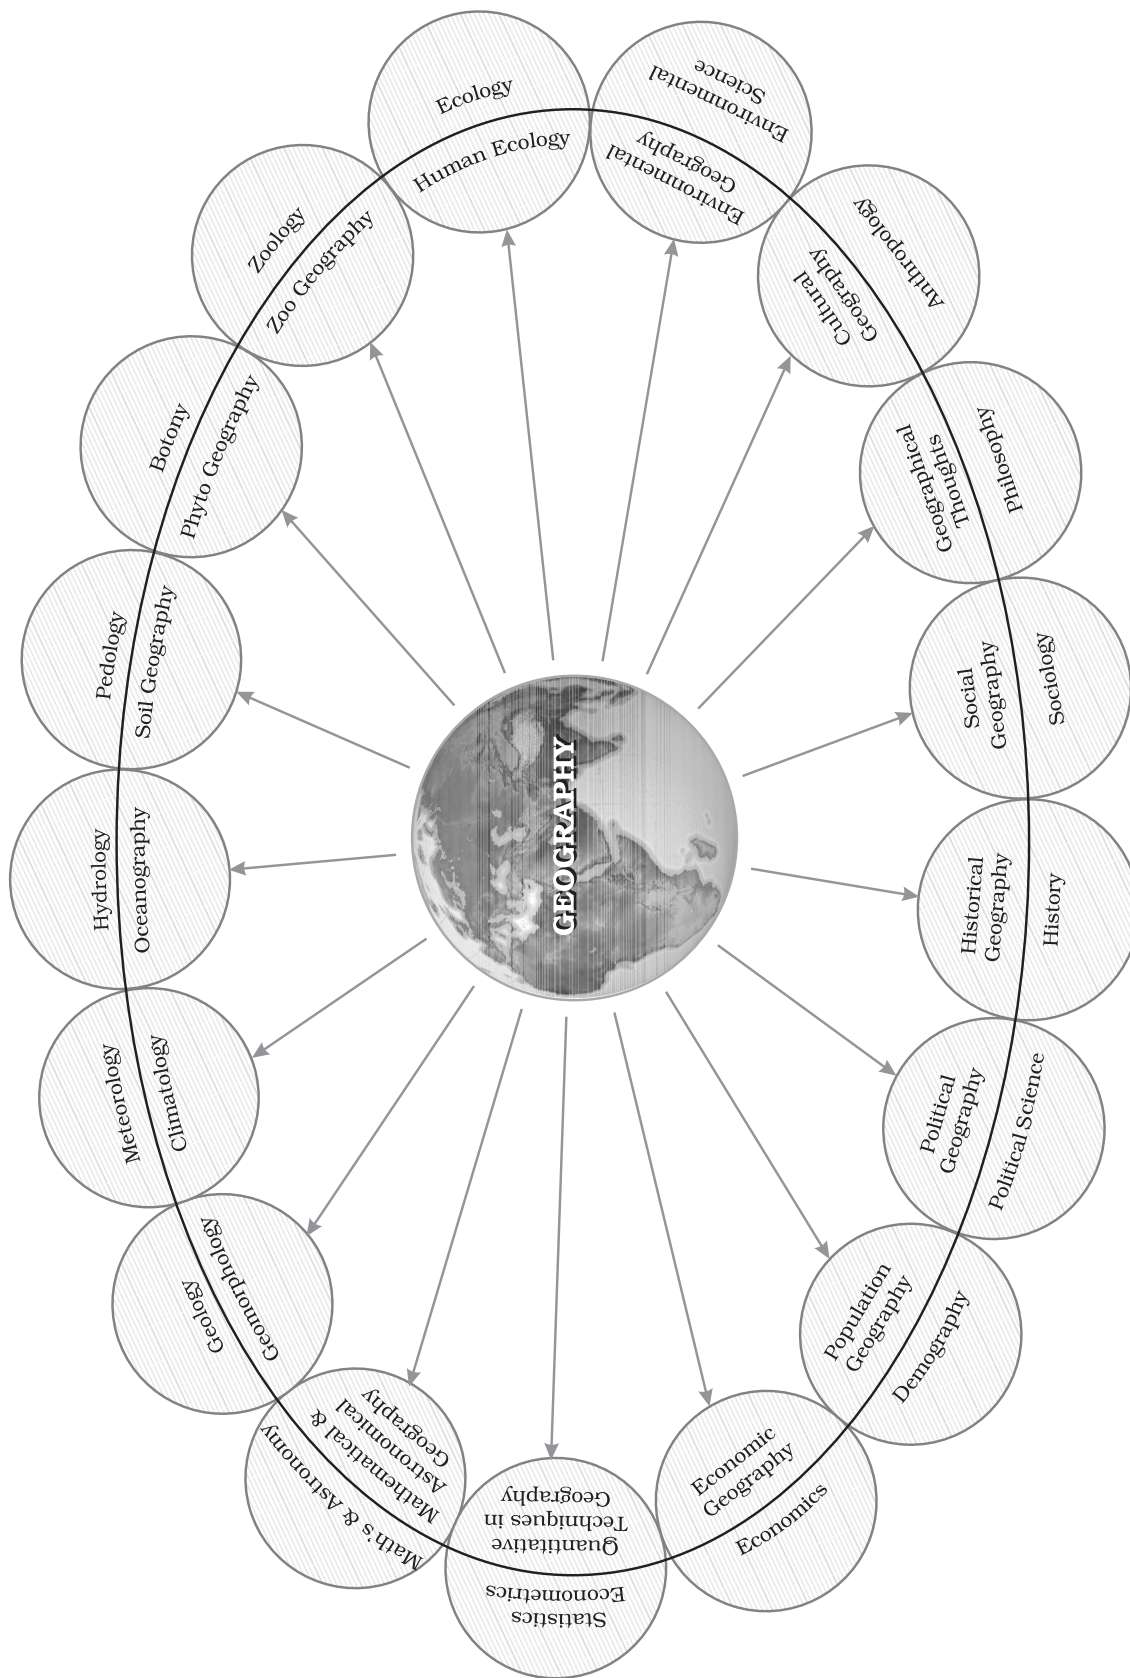 GEOGRAPHY
Ecology
Human Ecology
Environmental
Science
Environmental
Geography
Anthropology
Cultural
Geography
Philosophy
Geographical
Thoughts
Sociology
Social
Geography
History
Historical
Geography
Political Science
Political
Geography
Demography
Population
Geography
Economics
Economic
Geography
Statistics
Econometrics
Quantitative
Techniques in
Geography
Math's & Astronomy
Mathematical &
Astronomical
Geography
Geology
Geomorphology
Meteorology
Climatology
Hydrology
Oceanography
Pedology
Soil Geography
Botony
Phyto Geography
Zoology
Zoo Geography